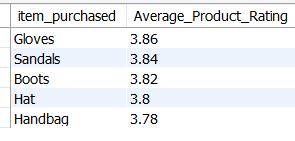 item_purchased Average_Product_Rating
Gloves 3.86
Sandals 3.84
Boots 3.82
Hat 3.8
Handbag 3.78